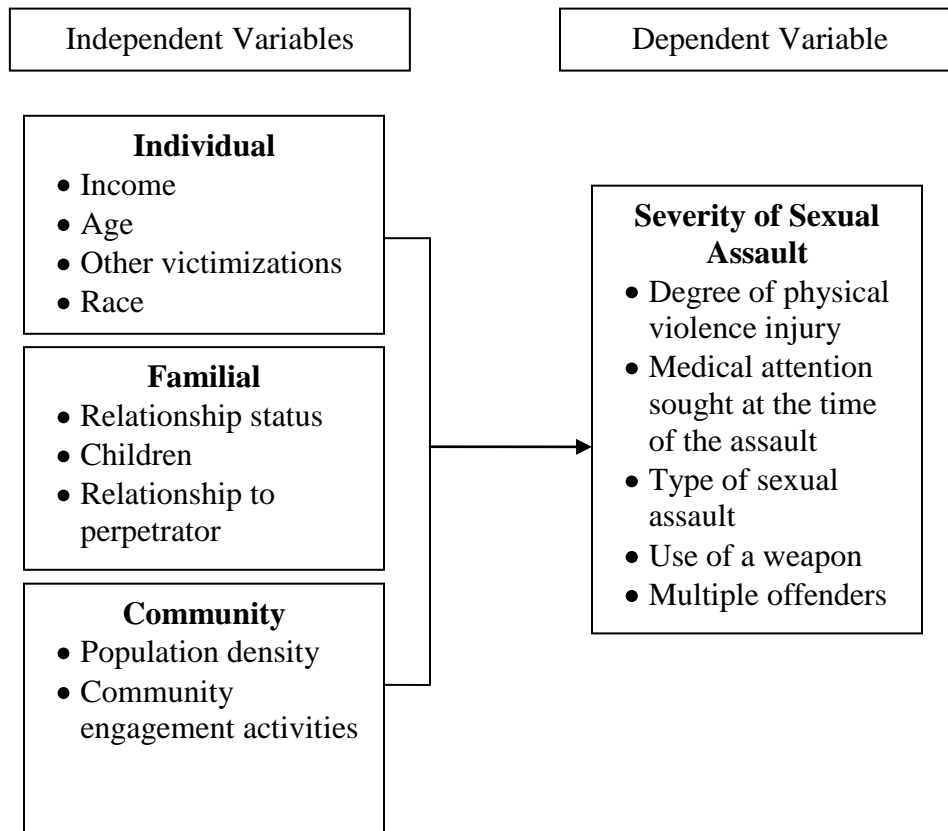 Independent Variables
Dependent Variable
Individual
• Income
• Age
• Other victimizations
• Race
Familial
• Relationship status
• Children
• Relationship to
perpetrator
Community
• Population density
• Community
engagement activities
Severity of Sexual
Assault
• Degree of physical
violence injury
• Medical attention
sought at the time
of the assault
• Type of sexual
assault
• Use of a weapon
• Multiple offenders